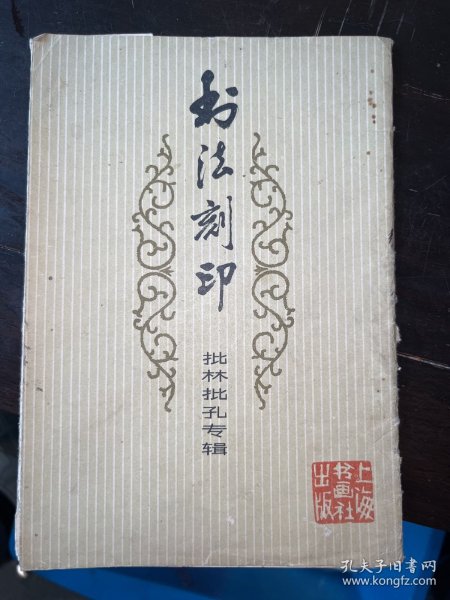 书法刻印
批林批孔专辑
上海
书画社
出版
孔夫子旧书网
www.kongfz.com